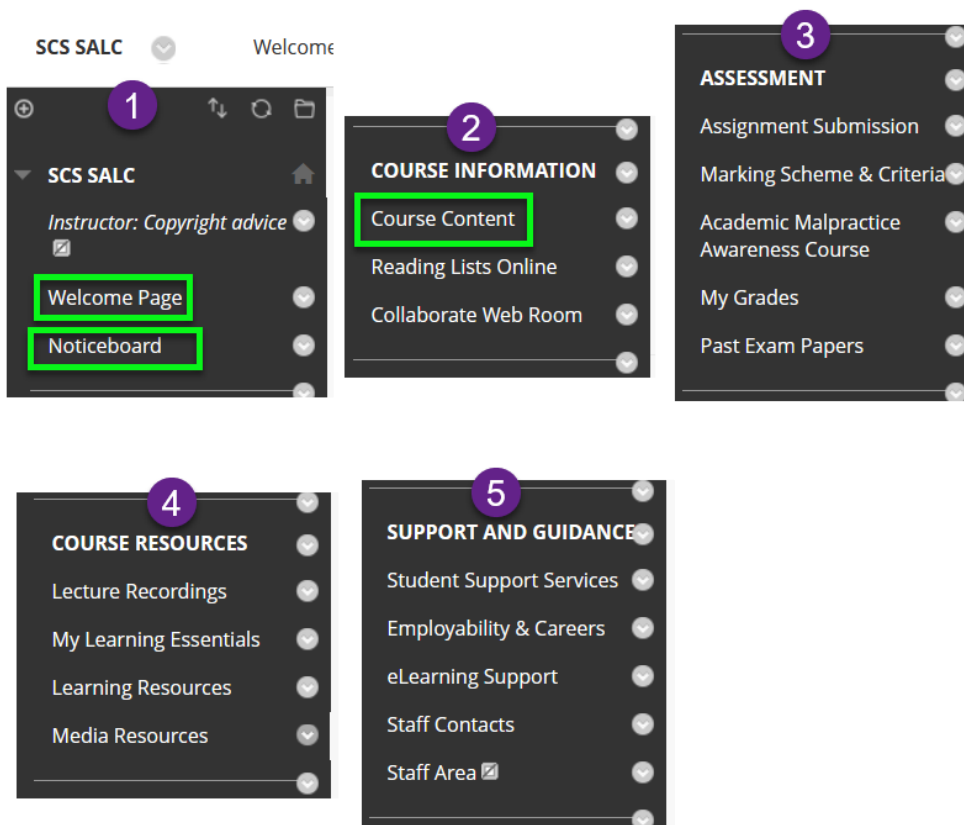 SCS SALC Welcome
1
SCS SALC
Instructor: Copyright advice
Welcome Page
Noticeboard
2
COURSE INFORMATION
Course Content
Reading Lists Online
Collaborate Web Room
3
ASSESSMENT
Assignment Submission
Marking Scheme & Criteria
Academic Malpractice
Awareness Course
My Grades
Past Exam Papers
4
COURSE RESOURCES
Lecture Recordings
My Learning Essentials
Learning Resources
Media Resources
5
SUPPORT AND GUIDANCE
Student Support Services
Employability & Careers
eLearning Support
Staff Contacts
Staff Area